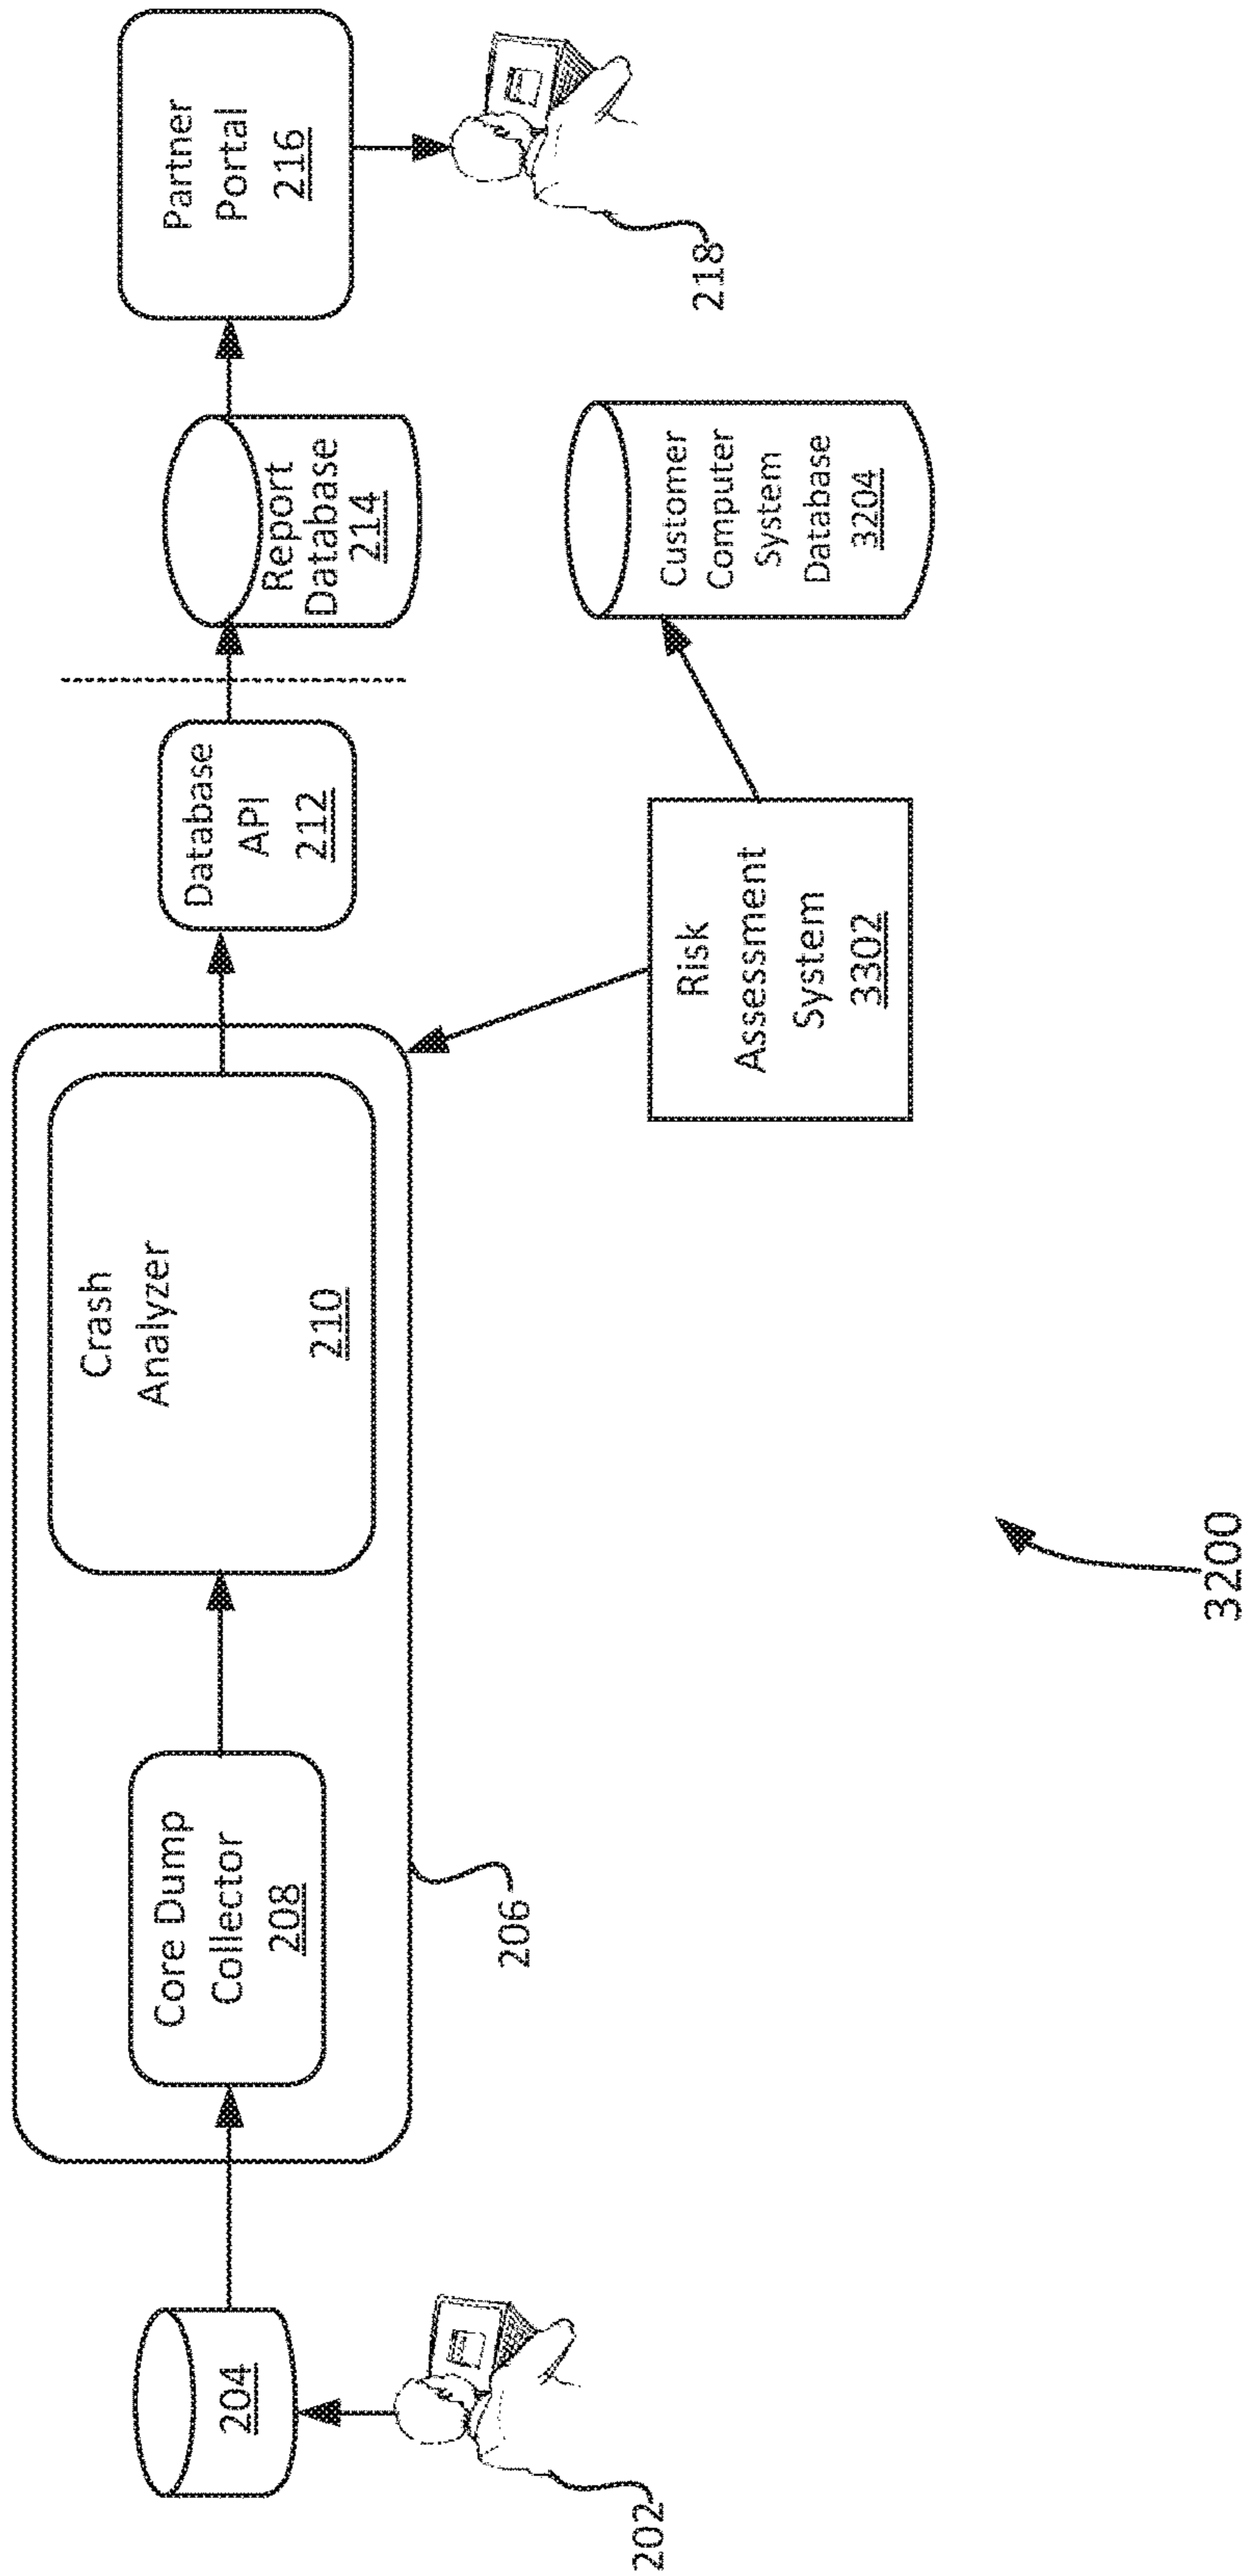 204
202
Core Dump
Collector
208
206
Crash
Analyzer
210
Database
API
212
Report
Database
214
Partner
Portal
216
218
Risk
Assessment
System
3302
Customer
Computer
System
Database
3204
3200